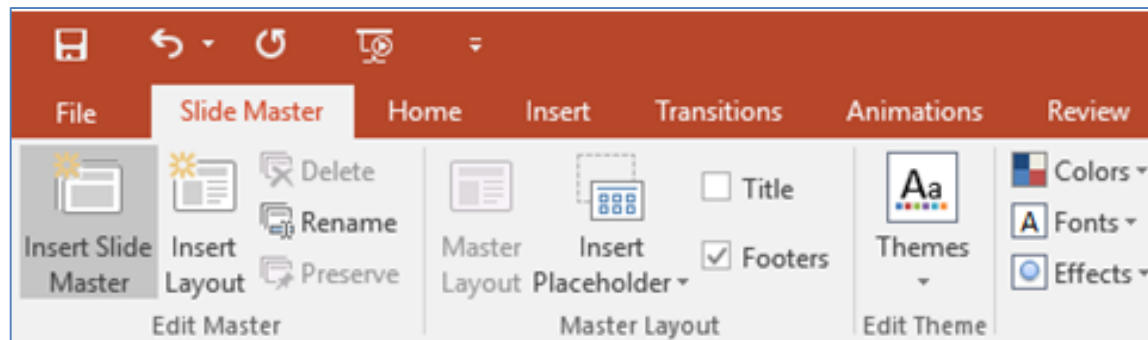 File Slide Master Home Insert Transitions Animations Review
Insert Slide Master
Insert Layout
Delete
Rename
Preserve
Edit Master
Master Layout
Insert Placeholder
Title
Footers
Master Layout
Aa
Themes
Edit Theme
Colors
A Fonts
Effects